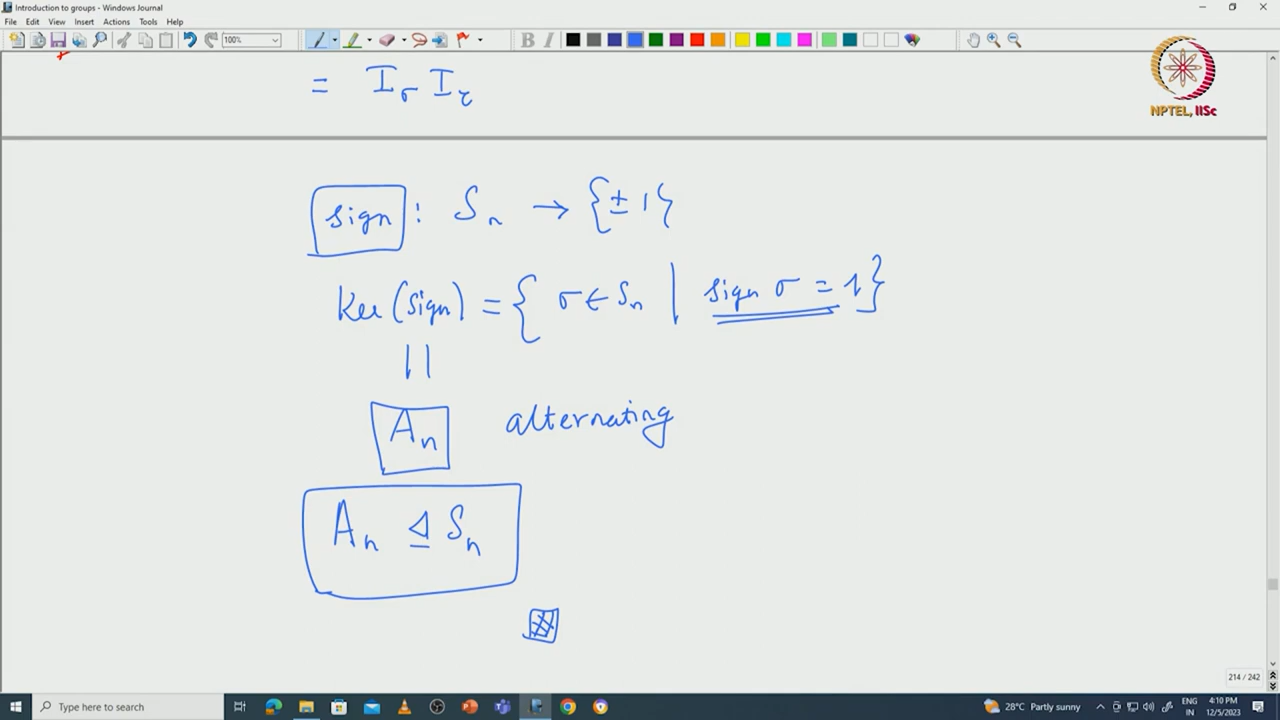 Introduction to groups - Windows Journal
File Edit View Insert Actions Tools Help
100%
B I
NPTEL, IISc
= I_σ I_τ
sign : S_n → {± 1}
Ker (sign) = { σ ∈ S_n | sign σ = 1}
||
A_n alternating
A_n ⊴ S_n
214 / 242
Type here to search
28°C Partly sunny
ENG
IN
4:10 PM
12/5/2023